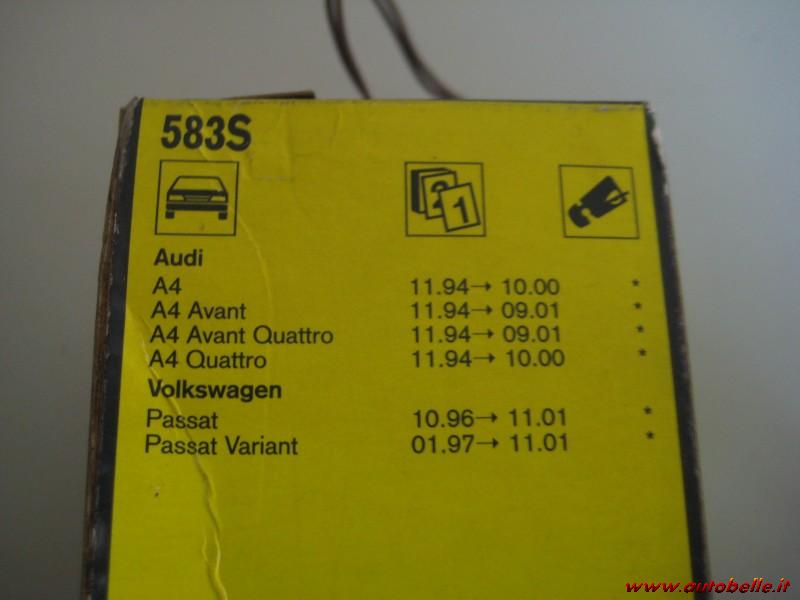 583S
2 1
Audi
A4 11.94→ 10.00 *
A4 Avant 11.94→ 09.01 *
A4 Avant Quattro 11.94→ 09.01 *
A4 Quattro 11.94→ 10.00 *
Volkswagen
Passat 10.96→ 11.01 *
Passat Variant 01.97→ 11.01 *
www.autobelle.it